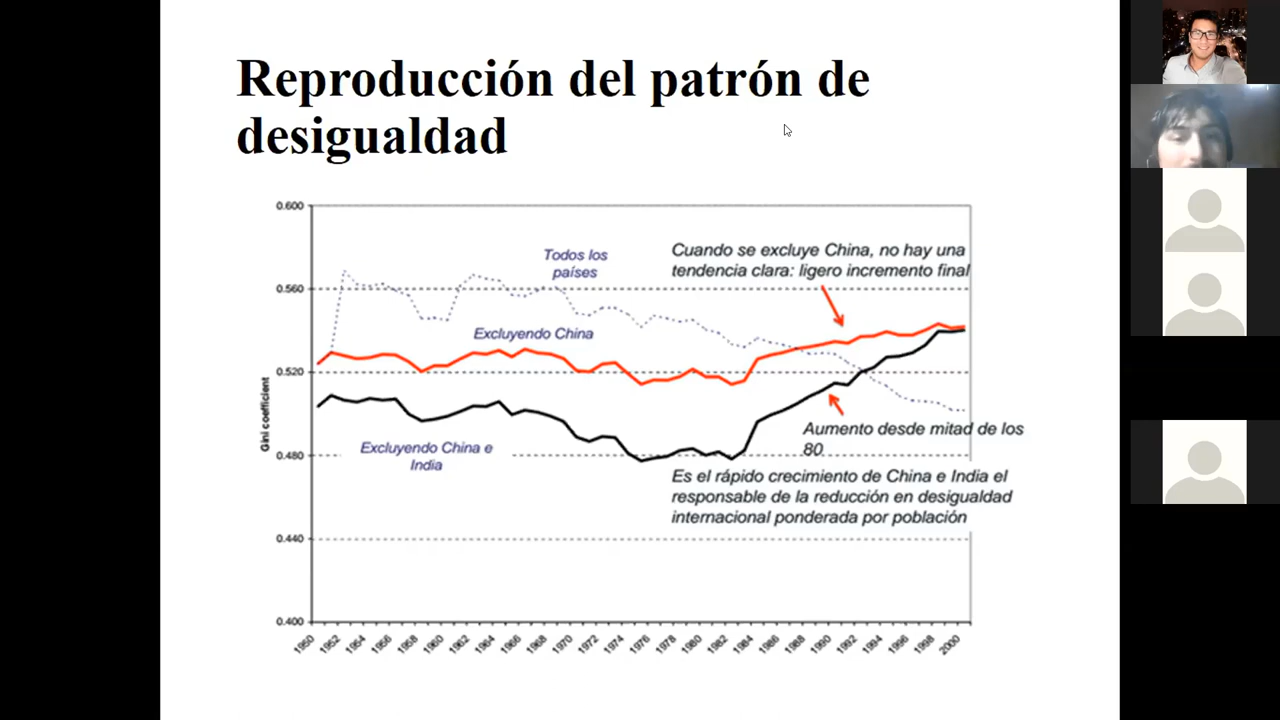 Reproducción del patrón de
desigualdad
0.600
0.560
0.520
0.480
0.440
0.400
Gini coefficient
Todos los
países
Cuando se excluye China, no hay una
tendencia clara: ligero incremento final
Excluyendo China
Excluyendo China e
India
Aumento desde mitad de los
80
Es el rápido crecimiento de China e India el
responsable de la reducción en desigualdad
internacional ponderada por población
1950
1952
1954
1956
1958
1960
1962
1964
1966
1968
1970
1972
1974
1976
1978
1980
1982
1984
1986
1988
1990
1992
1994
1996
1998
2000